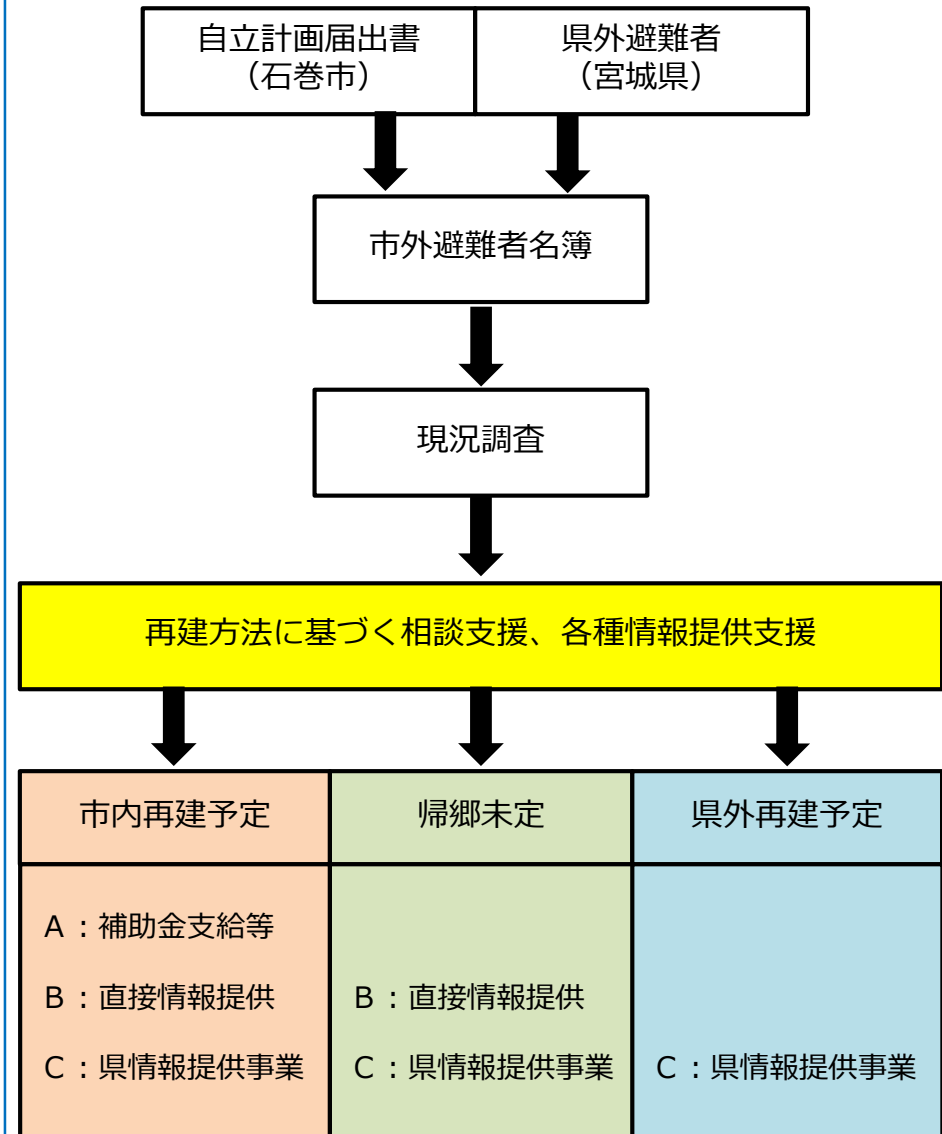 自立計画届出書
（石巻市）
県外避難者
（宮城県）
市外避難者名簿
現況調査
再建方法に基づく相談支援、各種情報提供支援
市内再建予定
帰郷未定
県外再建予定
Ａ：補助金支給等
Ｂ：直接情報提供
Ｃ：県情報提供事業
Ｂ：直接情報提供
Ｃ：県情報提供事業
Ｃ：県情報提供事業